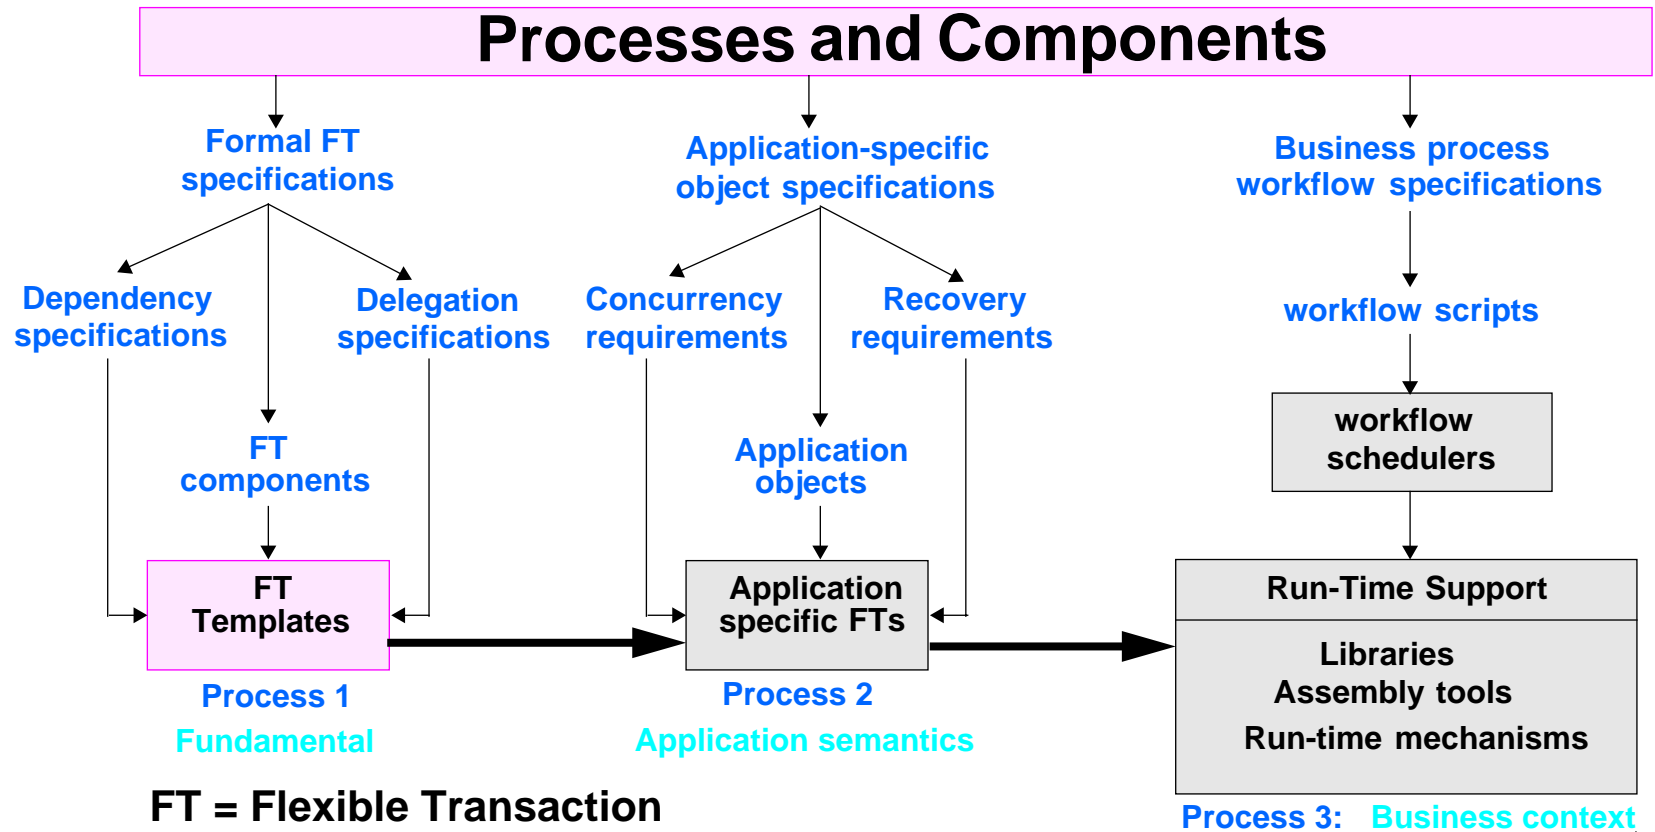 Processes and Components
Formal FT
specifications
Application-specific
object specifications
Business process
workflow specifications
Dependency
specifications
Delegation
specifications
Concurrency
requirements
Recovery
requirements
workflow scripts
FT
components
Application
objects
workflow
schedulers
FT
Templates
Application
specific FTs
Run-Time Support
Libraries
Assembly tools
Run-time mechanisms
Process 1
Fundamental
Process 2
Application semantics
FT = Flexible Transaction
Process 3: Business context